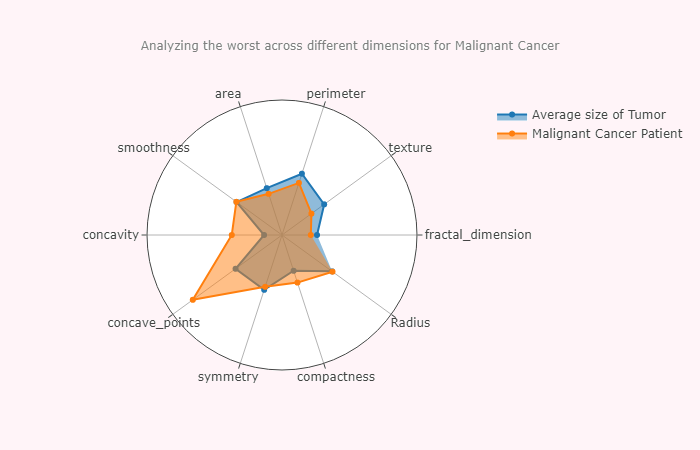 Analyzing the worst across different dimensions for Malignant Cancer
area
perimeter
Average size of Tumor
Malignant Cancer Patient
smoothness
texture
concavity
fractal_dimension
concave_points
Radius
symmetry
compactness